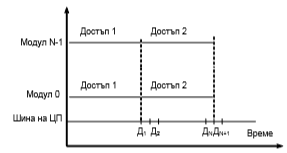 Достъп 1 Достъп 2
Модул N-1
Достъп 1 Достъп 2
Модул 0
Шина на ЦП
Д1 Д2 ДN ДN+1 Време